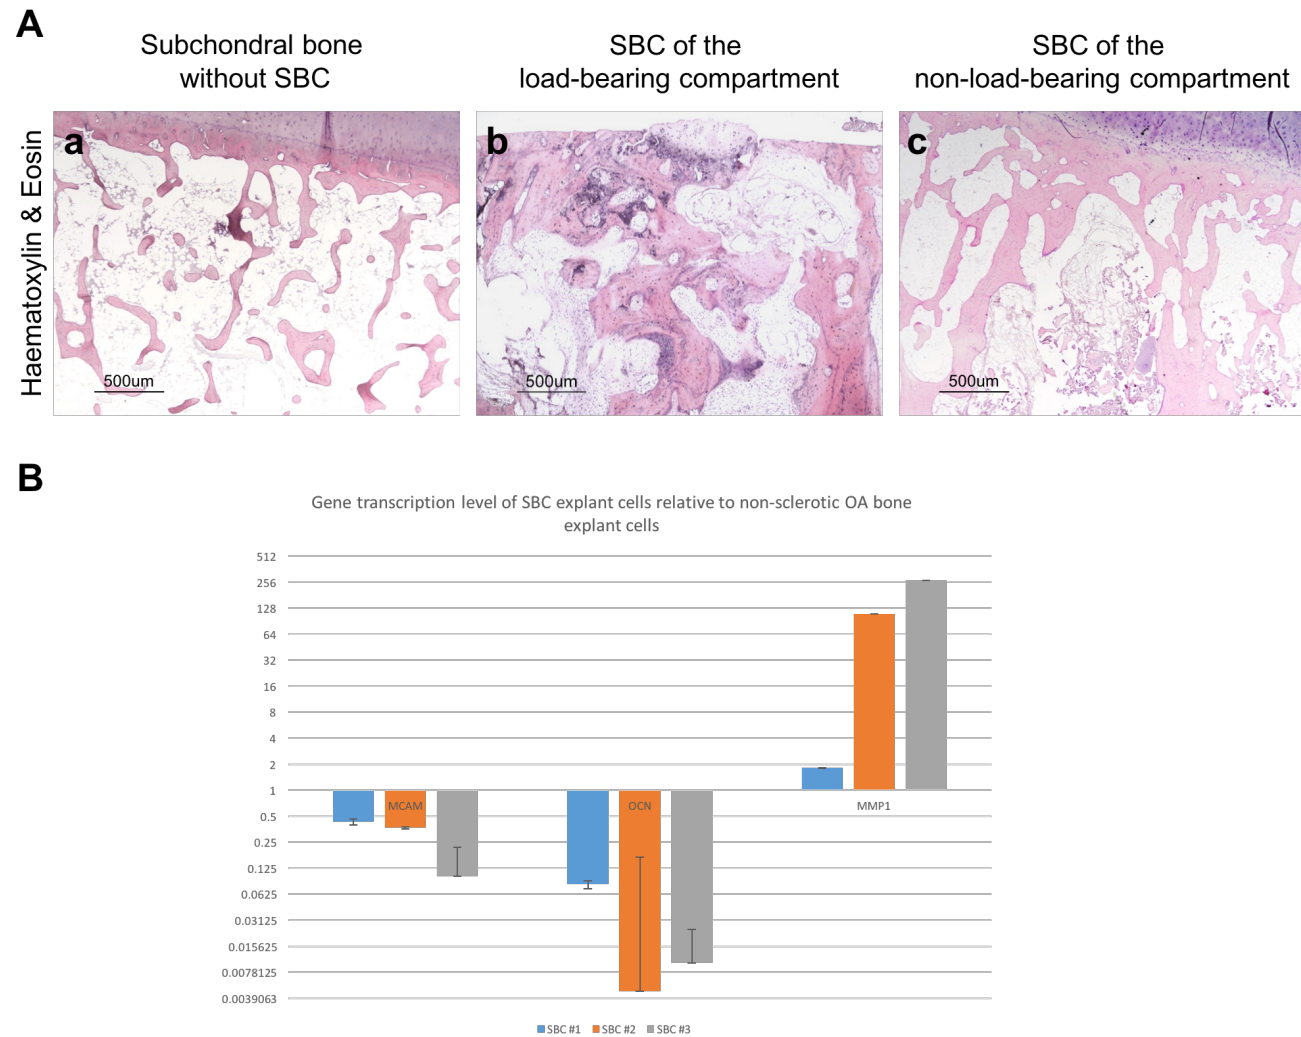 A
Subchondral bone
without SBC
SBC of the
load-bearing compartment
SBC of the
non-load-bearing compartment
Haematoxylin & Eosin
a
500um
b
500um
c
500um
B
Gene transcription level of SBC explant cells relative to non-sclerotic OA bone
explant cells
512
256
128
64
32
16
8
4
2
1
0.5
0.25
0.125
0.0625
0.03125
0.015625
0.0078125
0.0039063
MCAM
OCN
MMP1
SBC #1
SBC #2
SBC #3